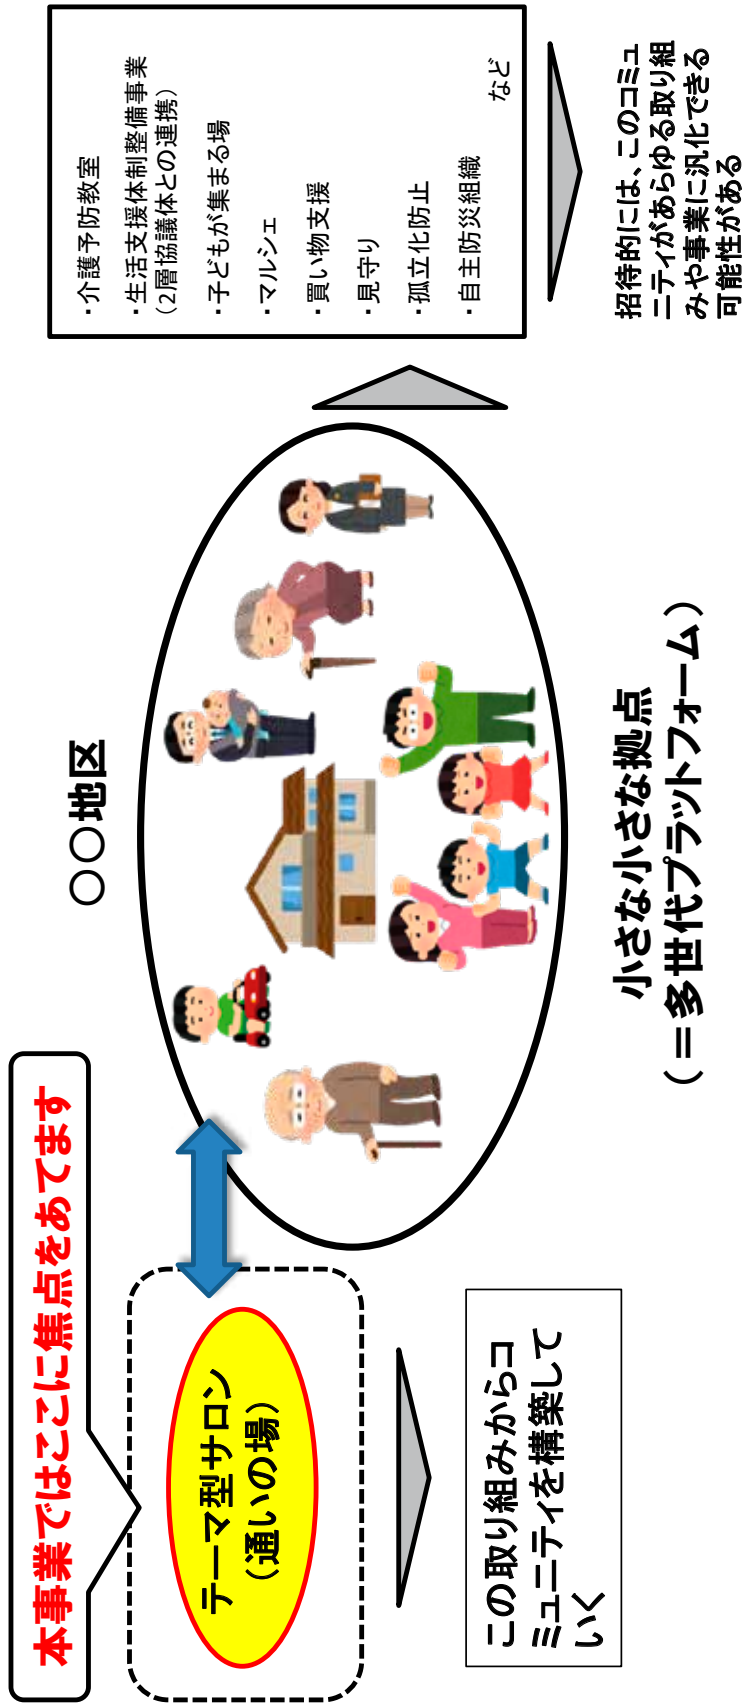 本事業ではここに焦点をあてます
テーマ型サロン
(通いの場)
この取り組みからコ
ミュニティを構築して
いく
○○地区
小さな小さな拠点
(=多世代プラットフォーム)
・介護予防教室
・生活支援体制整備事業
(2層協議体との連携)
・子どもが集まる場
・マルシェ
・買い物支援
・見守り
・孤立化防止
・自主防災組織
など
招待的には、このコミュ
ニティがあらゆる取り組
みや事業に汎化できる
可能性がある